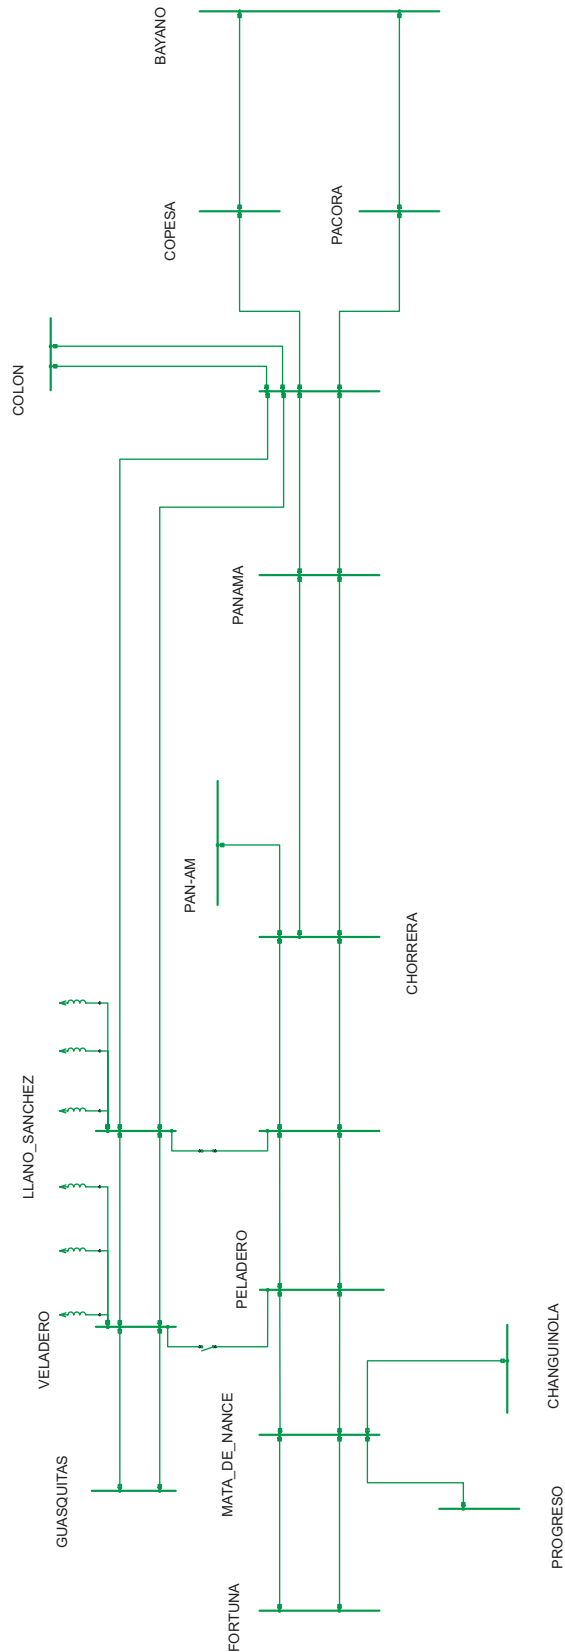 BAYANO
COPESA
PACORA
COLON
PANAMA
PAN-AM
CHORRERA
LLANO_SANCHEZ
PELADERO
VELADERO
CHANGUINOLA
MATA_DE_NANCE
GUASQUITAS
PROGRESO
FORTUNA